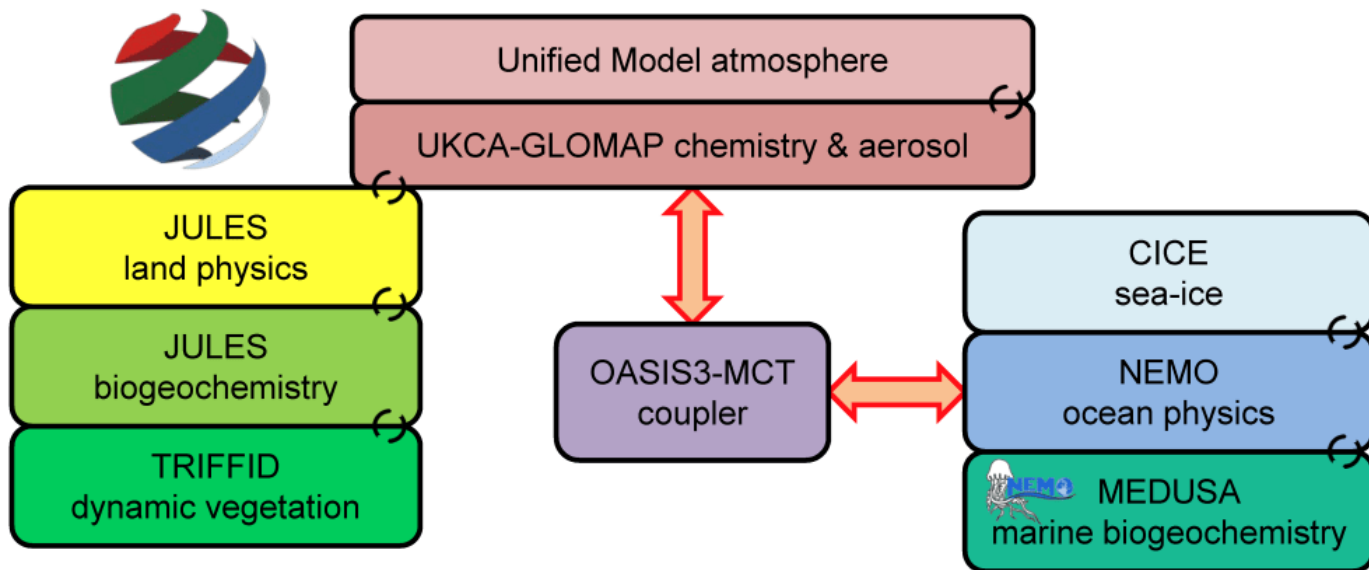 Unified Model atmosphere
UKCA-GLOMAP chemistry & aerosol
JULES
land physics
JULES
biogeochemistry
TRIFFID
dynamic vegetation
OASIS3-MCT
coupler
CICE
sea-ice
NEMO
ocean physics
NEMO
MEDUSA
marine biogeochemistry